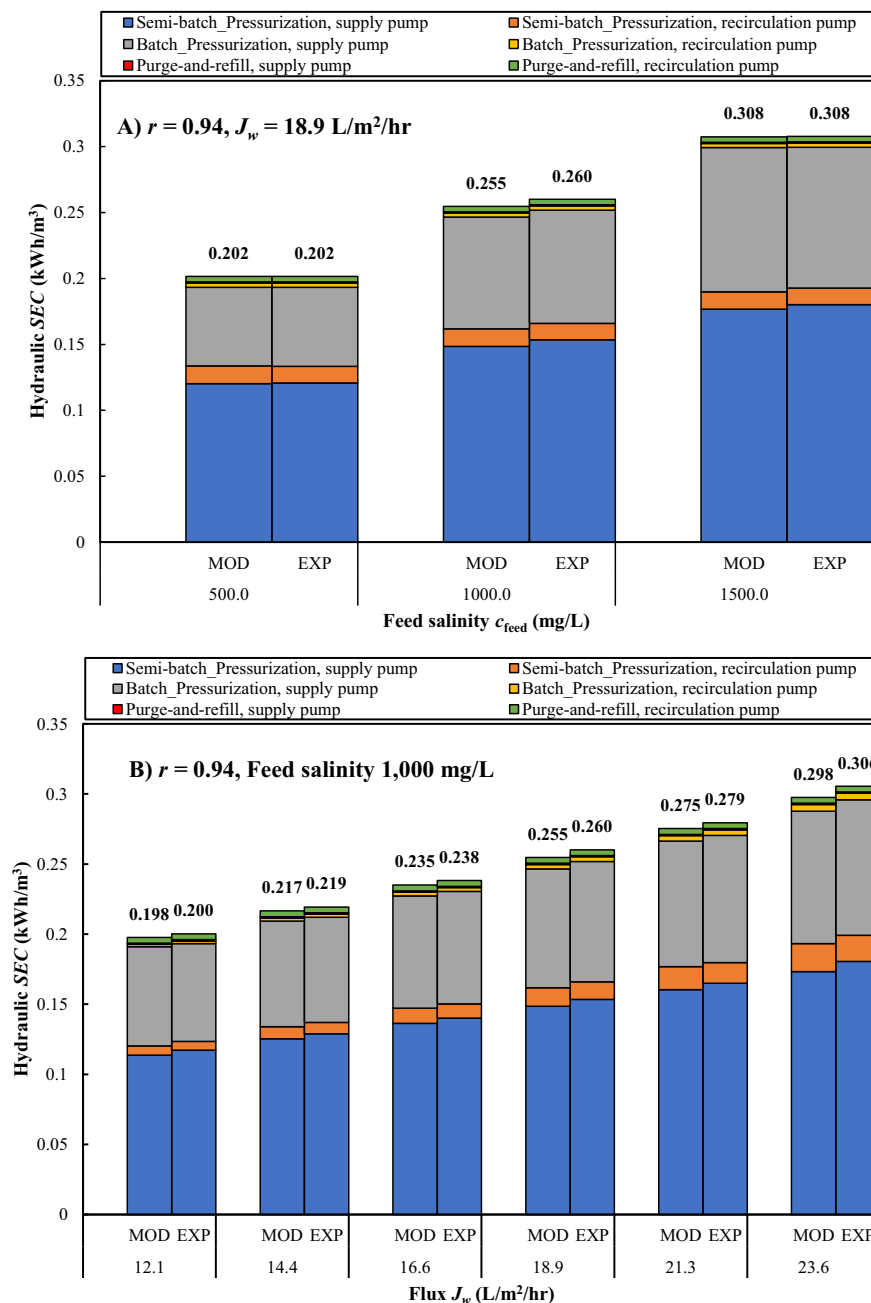 Semi-batch_Pressurization, supply pump Semi-batch_Pressurization, recirculation pump
Batch_Pressurization, supply pump Batch_Pressurization, recirculation pump
Purge-and-refill, supply pump Purge-and-refill, recirculation pump
0.35
A) r = 0.94, J_w = 18.9 L/m²/hr
0.308 0.308
0.3
0.255 0.260
0.25
0.202 0.202
0.2
0.15
0.1
0.05
0
Hydraulic SEC (kWh/m³)
MOD EXP MOD EXP MOD EXP
500.0 1000.0 1500.0
Feed salinity c_feed (mg/L)
Semi-batch_Pressurization, supply pump Semi-batch_Pressurization, recirculation pump
Batch_Pressurization, supply pump Batch_Pressurization, recirculation pump
Purge-and-refill, supply pump Purge-and-refill, recirculation pump
0.35
B) r = 0.94, Feed salinity 1,000 mg/L
0.298 0.306
0.3
0.275 0.279
0.255 0.260
0.25
0.235 0.238
0.217 0.219
0.198 0.200
0.2
0.15
0.1
0.05
0
Hydraulic SEC (kWh/m³)
MOD EXP MOD EXP MOD EXP MOD EXP MOD EXP MOD EXP
12.1 14.4 16.6 18.9 21.3 23.6
Flux J_w (L/m²/hr)